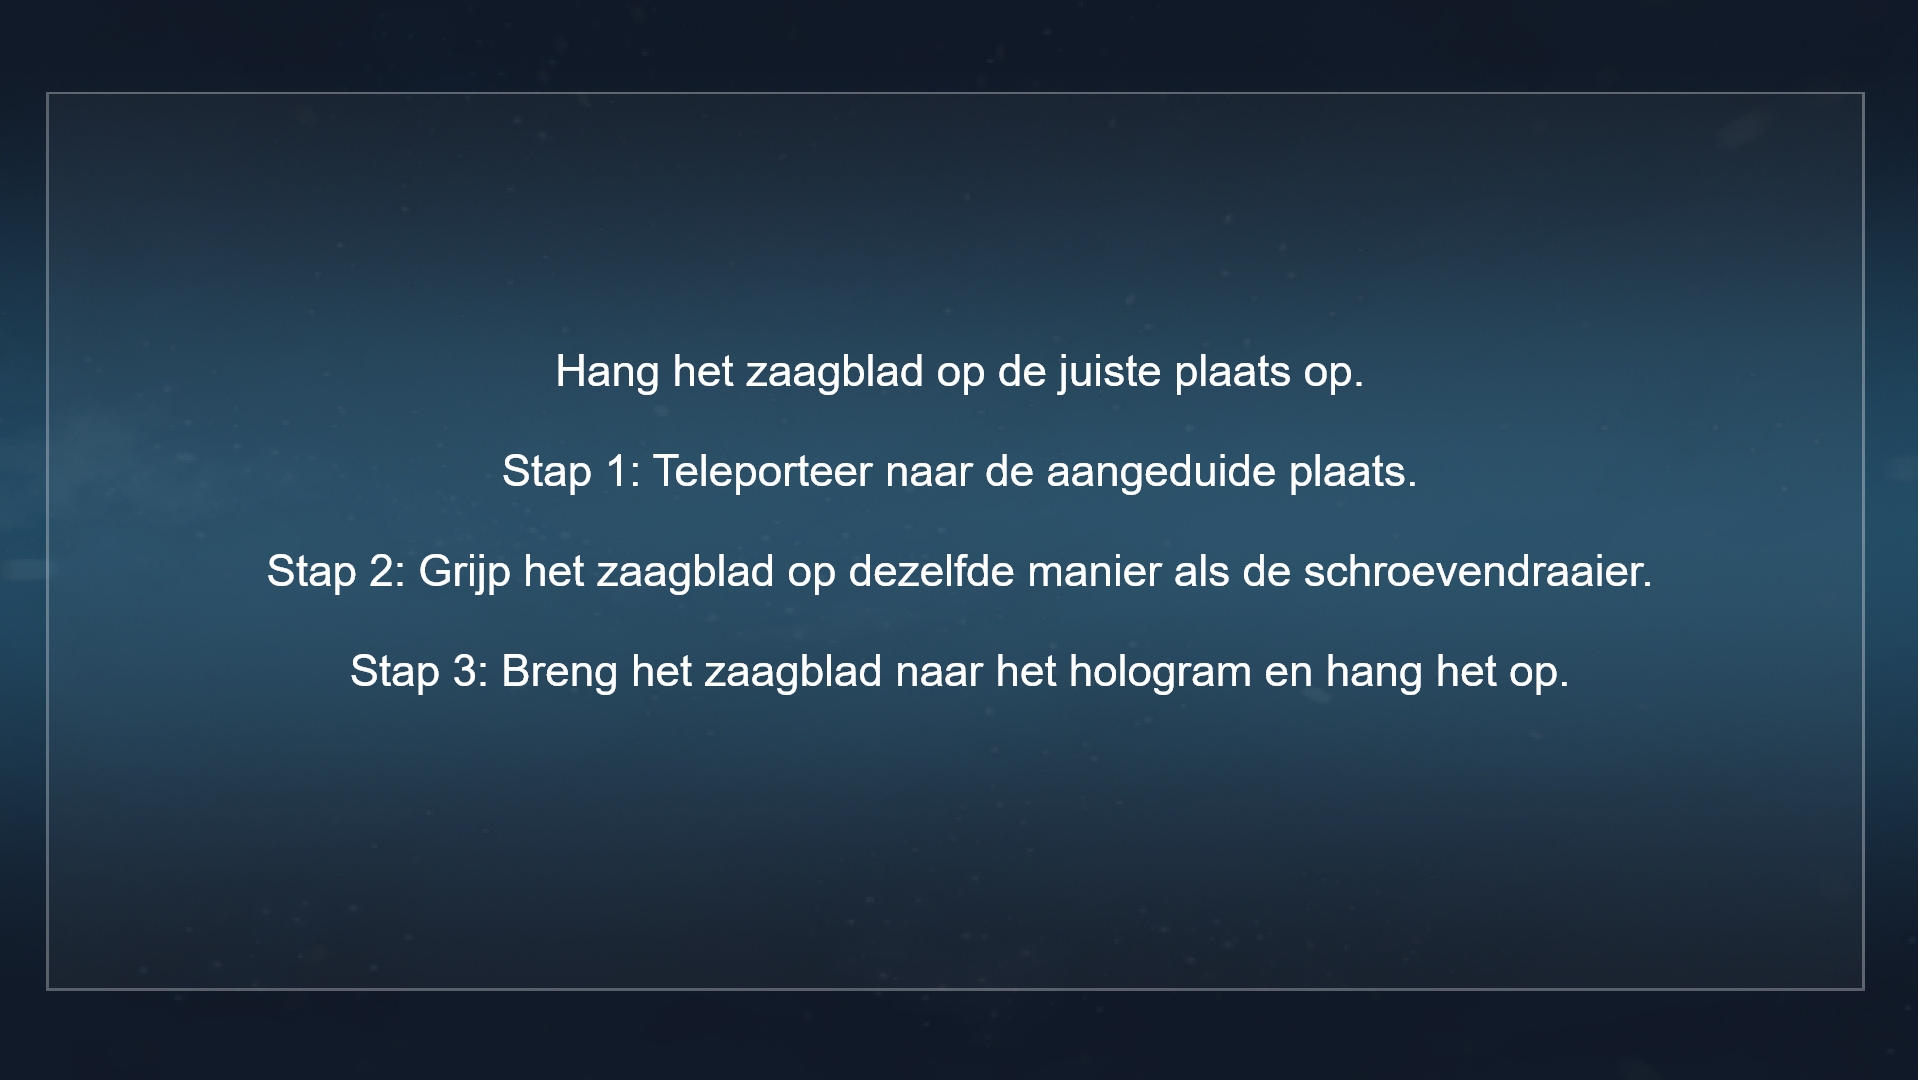 Hang het zaagblad op de juiste plaats op.
Stap 1: Teleporteer naar de aangeduide plaats.
Stap 2: Grijp het zaagblad op dezelfde manier als de schroevendraaier.
Stap 3: Breng het zaagblad naar het hologram en hang het op.